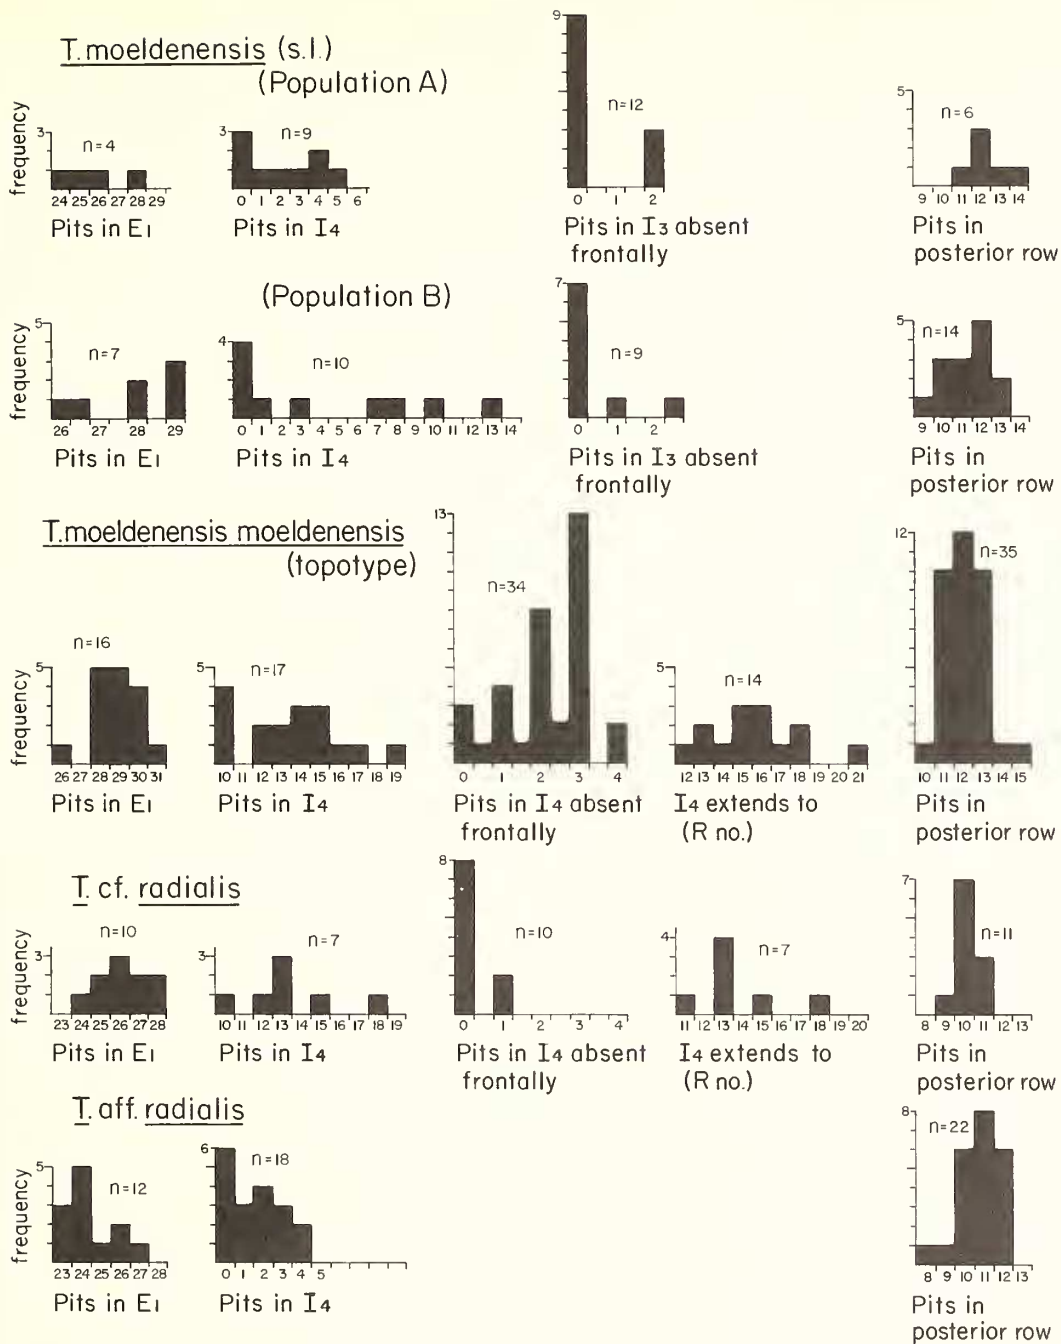 T. moeldenensis (s.l.)
(Population A)
frequency
3
n=4
24 25 26 27 28 29
Pits in E1
3
n=9
0 1 2 3 4 5 6
Pits in I4
9
n=12
0 1 2
Pits in I3 absent
frontally
5
n=6
9 10 11 12 13 14
Pits in
posterior row
(Population B)
frequency
5
n=7
26 27 28 29
Pits in E1
4
n=10
0 1 2 3 4 5 6 7 8 9 10 11 12 13 14
Pits in I4
7
n=9
0 1 2
Pits in I3 absent
frontally
5
n=14
9 10 11 12 13 14
Pits in
posterior row
T. moeldenensis moeldenensis
(topotype)
frequency
5
n=16
26 27 28 29 30 31
Pits in E1
5
n=17
10 11 12 13 14 15 16 17 18 19
Pits in I4
13
n=34
0 1 2 3 4
Pits in I4 absent
frontally
5
n=14
12 13 14 15 16 17 18 19 20 21
I4 extends to
(R no.)
12
n=35
10 11 12 13 14 15
Pits in
posterior row
T. cf. radialis
frequency
3
n=10
23 24 25 26 27 28
Pits in E1
3
n=7
10 11 12 13 14 15 16 17 18 19
Pits in I4
8
n=10
0 1 2 3 4
Pits in I4 absent
frontally
4
n=7
11 12 13 14 15 16 17 18 19 20
I4 extends to
(R no.)
7
n=11
8 9 10 11 12 13
Pits in
posterior row
T. aff. radialis
frequency
5
n=12
23 24 25 26 27 28
Pits in E1
6
n=18
0 1 2 3 4 5
Pits in I4
8
n=22
8 9 10 11 12 13
Pits in
posterior row